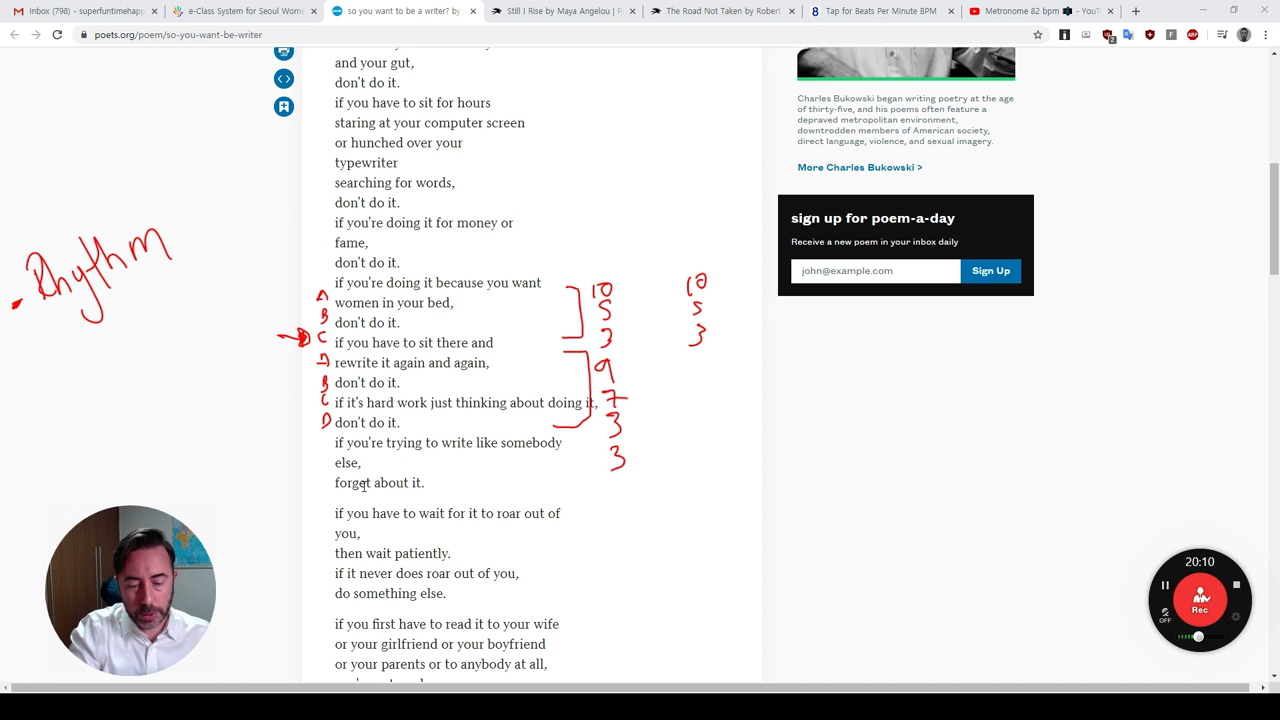 Inbox (798) - superfuntimehapp
e-Class System for Seoul Wome
so you want to be a writer? by
Still I Rise by Maya Angelou | P
The Road Not Taken by Robert
Tap for Beats Per Minute BPM
Metronome 82 bpm - YouT
poets.org/poem/so-you-want-be-writer
and your gut,
don't do it.
if you have to sit for hours
staring at your computer screen
or hunched over your
typewriter
searching for words,
don't do it.
if you're doing it for money or
fame,
don't do it.
if you're doing it because you want
women in your bed,
don't do it.
if you have to sit there and
rewrite it again and again,
don't do it.
if it's hard work just thinking about doing it,
don't do it.
if you're trying to write like somebody
else,
forget about it.
if you have to wait for it to roar out of
you,
then wait patiently.
if it never does roar out of you,
do something else.
if you first have to read it to your wife
or your girlfriend or your boyfriend
or your parents or to anybody at all,
Rhythm
A
B
C
A
B
C
D
10
5
3
9
7
3
3
10
5
3
Charles Bukowski began writing poetry at the age
of thirty-five, and his poems often feature a
depraved metropolitan environment,
downtrodden members of American society,
direct language, violence, and sexual imagery.
More Charles Bukowski >
sign up for poem-a-day
Receive a new poem in your inbox daily
john@example.com
Sign Up
20:10
Rec
OFF